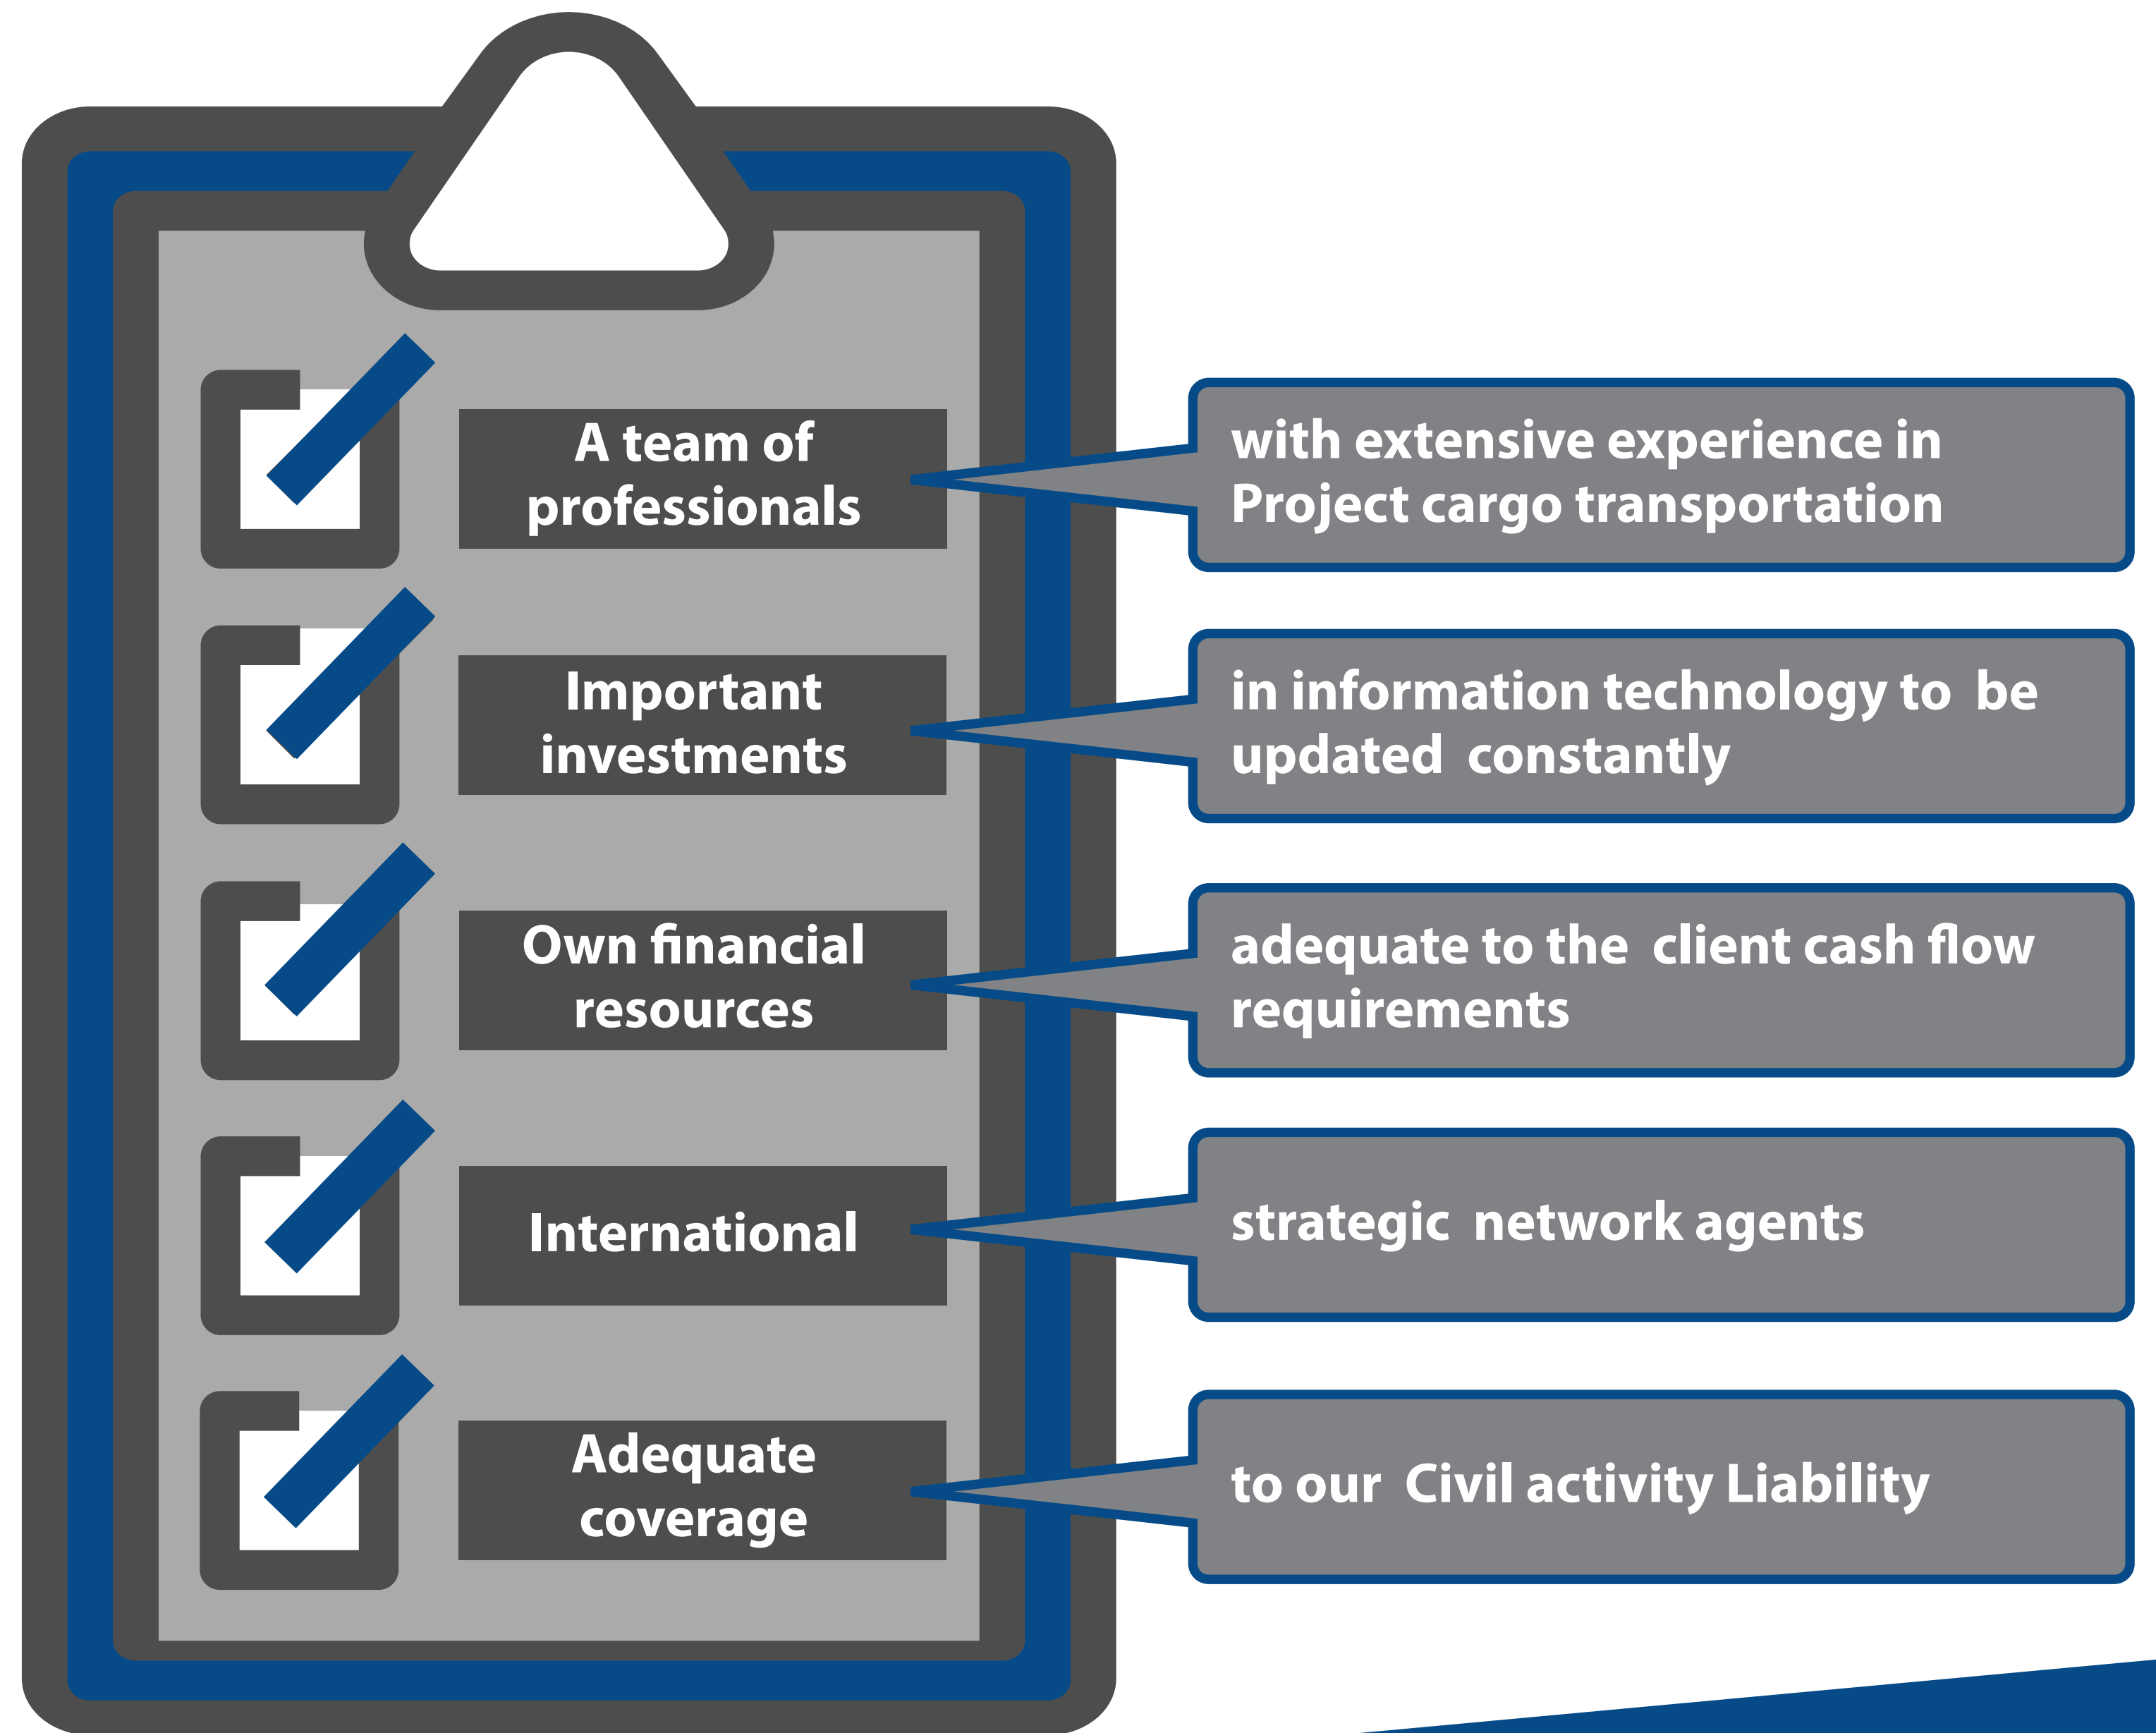 A team of
professionals
with extensive experience in
Project cargo transportation
Important
investments
in information technology to be
updated constantly
Own financial
resources
adequate to the client cash flow
requirements
International
strategic network agents
Adequate
coverage
to our Civil activity Liability